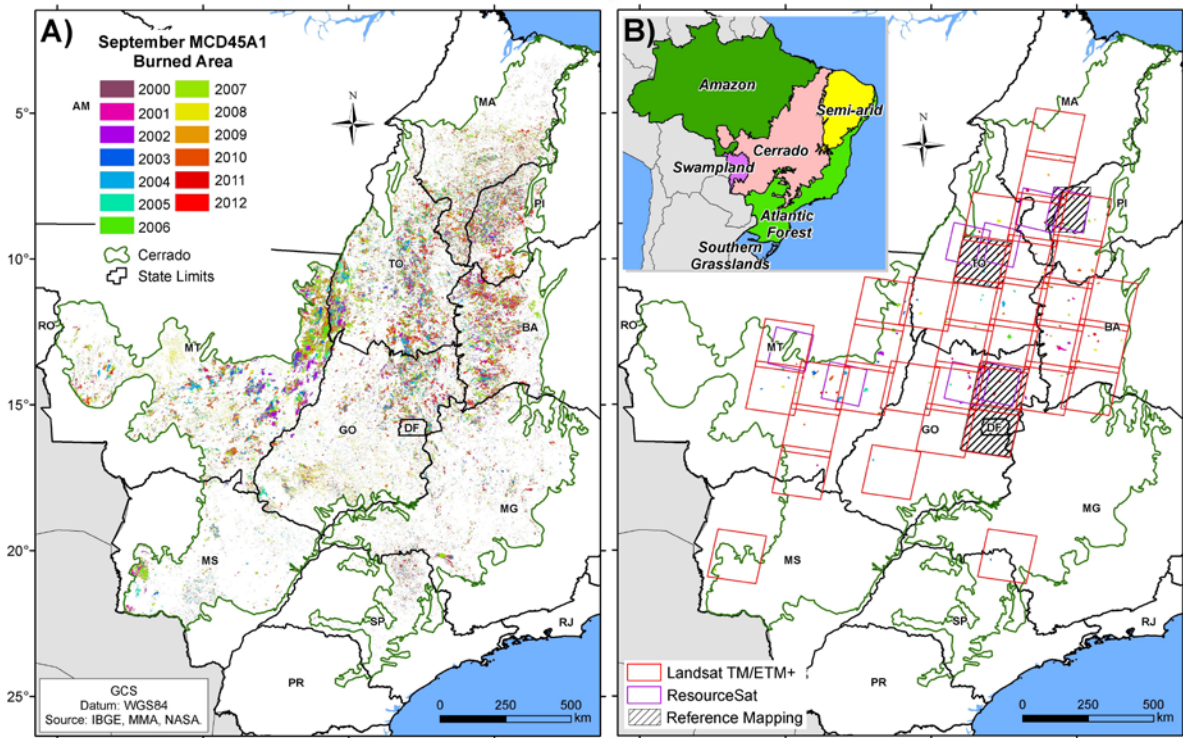 A)
September MCD45A1
Burned Area
2000
2001
2002
2003
2004
2005
2006
2007
2008
2009
2010
2011
2012
Cerrado
State Limits
AM
N
MA
PI
TO
BA
RO
MT
GO
DF
MG
MS
SP
RJ
PR
5°
10°
15°
20°
25°
GCS
Datum: WGS84
Source: IBGE, MMA, NASA.
0 250 500
km
B)
Amazon
Semi-arid
Cerrado
Swampland
Atlantic
Forest
Southern
Grasslands
N
MA
PI
TO
BA
RO
MT
GO
DF
MG
MS
SP
RJ
PR
Landsat TM/ETM+
ResourceSat
Reference Mapping
0 250 500
km